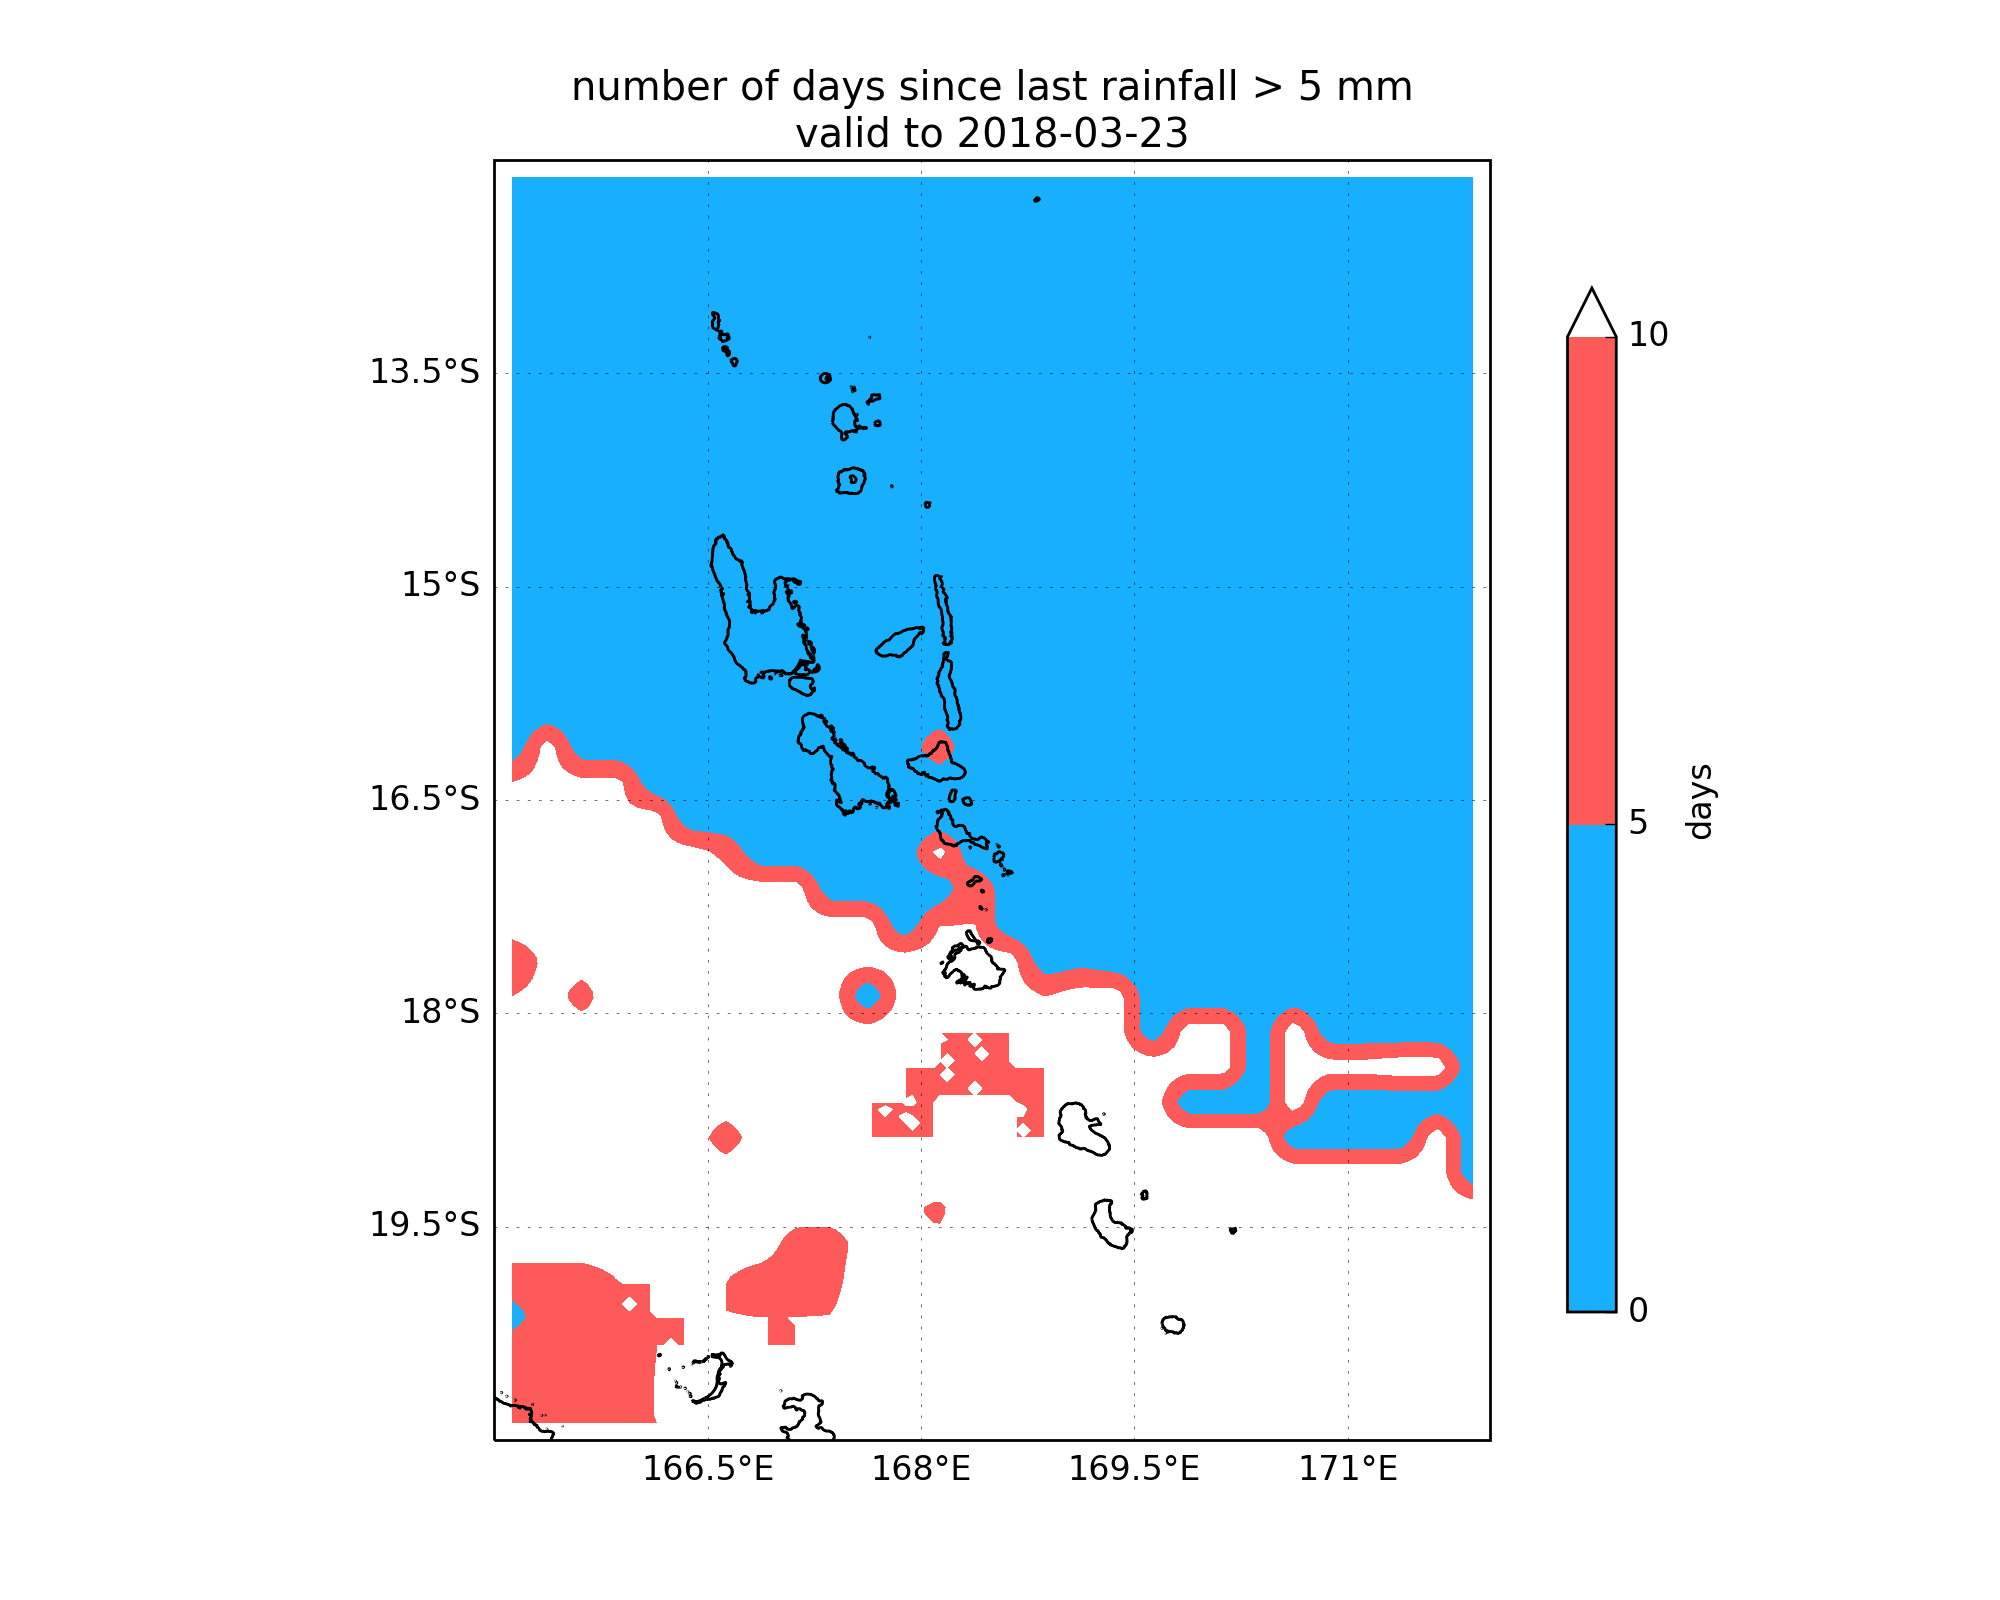 number of days since last rainfall > 5 mm
valid to 2018-03-23
13.5°S
15°S
16.5°S
18°S
19.5°S
166.5°E
168°E
169.5°E
171°E
10
5
0
days